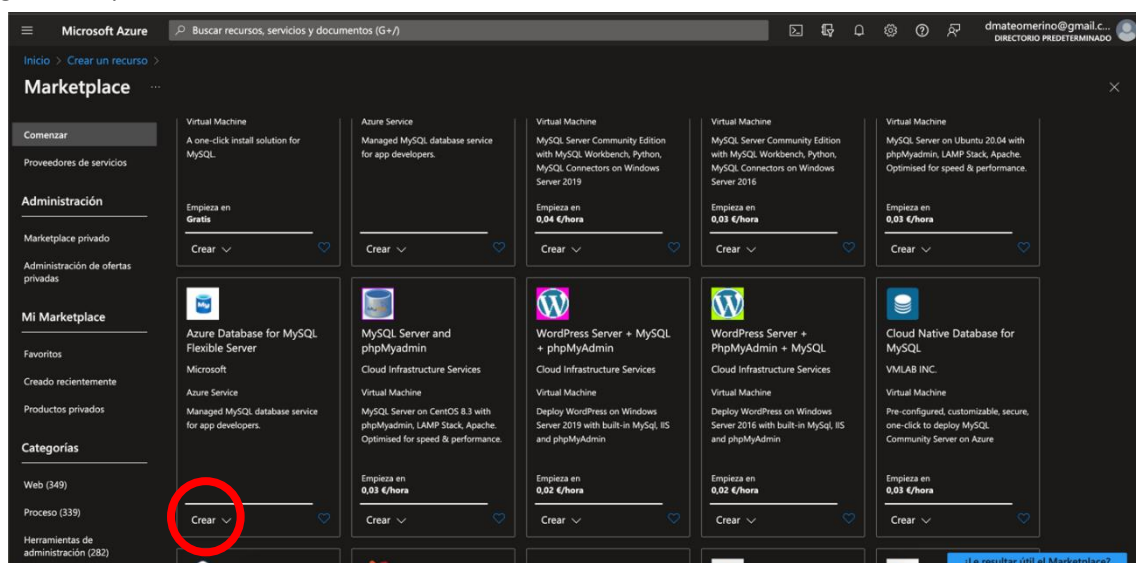 Microsoft Azure
Buscar recursos, servicios y documentos (G+/)
dmateomerino@gmail.c...
DIRECTORIO PREDETERMINADO
Inicio > Crear un recurso >
Marketplace ...
Comenzar
Proveedores de servicios
Administración
Marketplace privado
Administración de ofertas
privadas
Mi Marketplace
Favoritos
Creado recientemente
Productos privados
Categorías
Web (349)
Proceso (339)
Herramientas de
administración (282)
Virtual Machine
A one-click install solution for
MySQL.
Empieza en
Gratis
Crear
Azure Service
Managed MySQL database service
for app developers.
Crear
Virtual Machine
MySQL Server Community Edition
with MySQL Workbench, Python,
MySQL Connectors on Windows
Server 2019
Empieza en
0,04 €/hora
Crear
Virtual Machine
MySQL Server Community Edition
with MySQL Workbench, Python,
MySQL Connectors on Windows
Server 2016
Empieza en
0,03 €/hora
Crear
Virtual Machine
MySQL Server on Ubuntu 20.04 with
phpMyadmin, LAMP Stack, Apache.
Optimised for speed & performance.
Empieza en
0,03 €/hora
Crear
Azure Database for MySQL
Flexible Server
Microsoft
Azure Service
Managed MySQL database service
for app developers.
Crear
MySQL Server and
phpMyadmin
Cloud Infrastructure Services
Virtual Machine
MySQL Server on CentOS 8.3 with
phpMyadmin, LAMP Stack, Apache.
Optimised for speed & performance.
Empieza en
0,03 €/hora
Crear
WordPress Server + MySQL
+ phpMyAdmin
Cloud Infrastructure Services
Virtual Machine
Deploy WordPress on Windows
Server 2019 with built-in MySql, IIS
and phpMyAdmin
Empieza en
0,02 €/hora
Crear
WordPress Server +
PhpMyAdmin + MySQL
Cloud Infrastructure Services
Virtual Machine
Deploy WordPress on Windows
Server 2016 with built-in MySql, IIS
and phpMyAdmin
Empieza en
0,02 €/hora
Crear
Cloud Native Database for
MySQL
VMLAB INC.
Virtual Machine
Pre-configured, customizable, secure,
one-click to deploy MySQL
Community Server on Azure
Empieza en
0,03 €/hora
Crear
¿Le resultar útil el Marketplace?